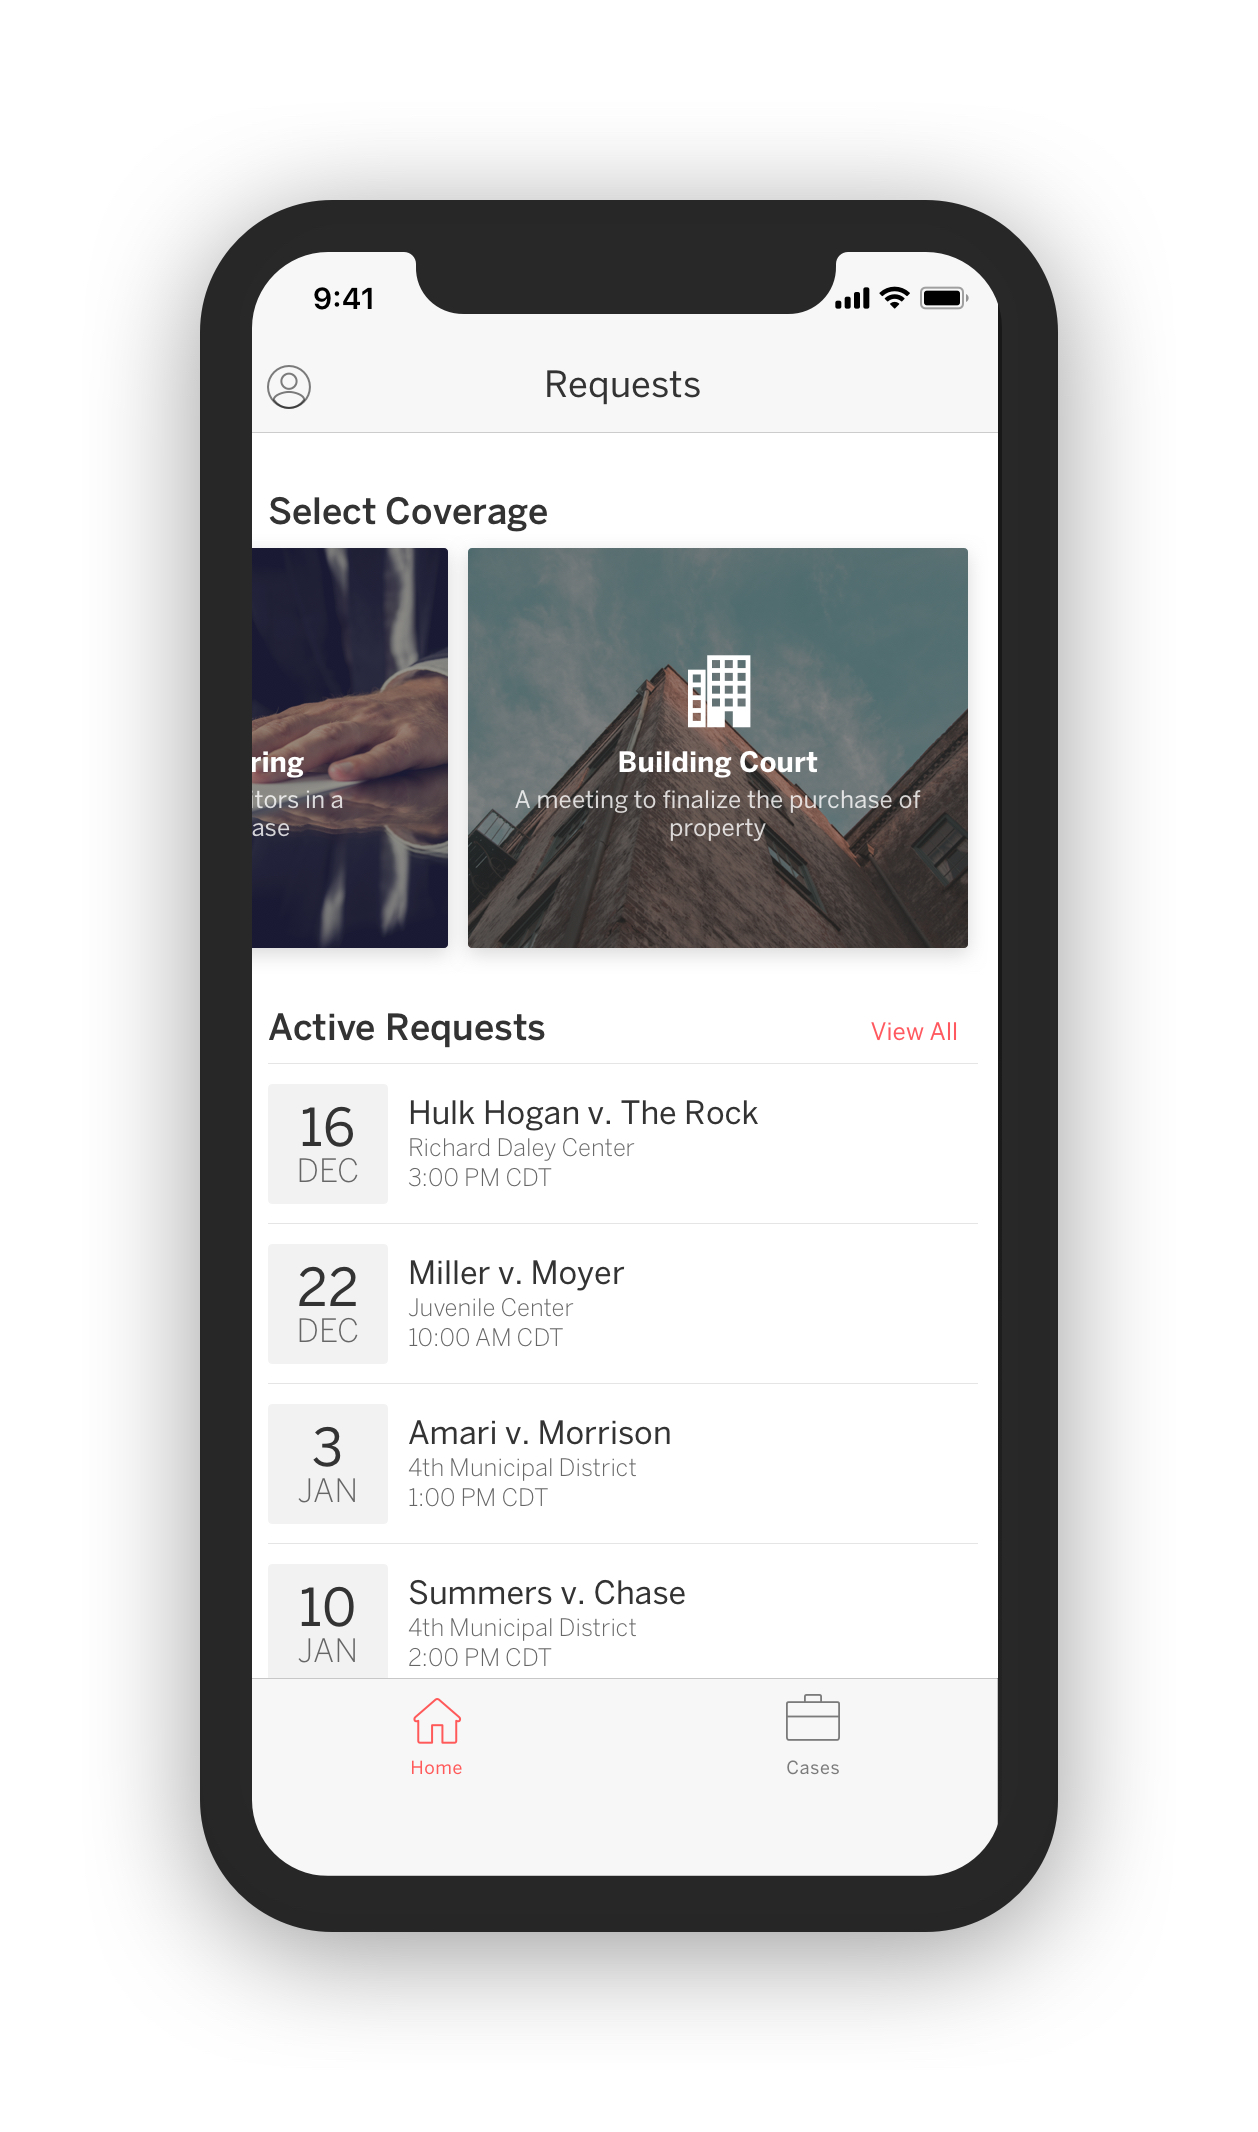 9:41
Requests
Select Coverage
ring
itors in a
ase
Building Court
A meeting to finalize the purchase of
property
Active Requests
View All
16
DEC
Hulk Hogan v. The Rock
Richard Daley Center
3:00 PM CDT
22
DEC
Miller v. Moyer
Juvenile Center
10:00 AM CDT
3
JAN
Amari v. Morrison
4th Municipal District
1:00 PM CDT
10
JAN
Summers v. Chase
4th Municipal District
2:00 PM CDT
Home
Cases